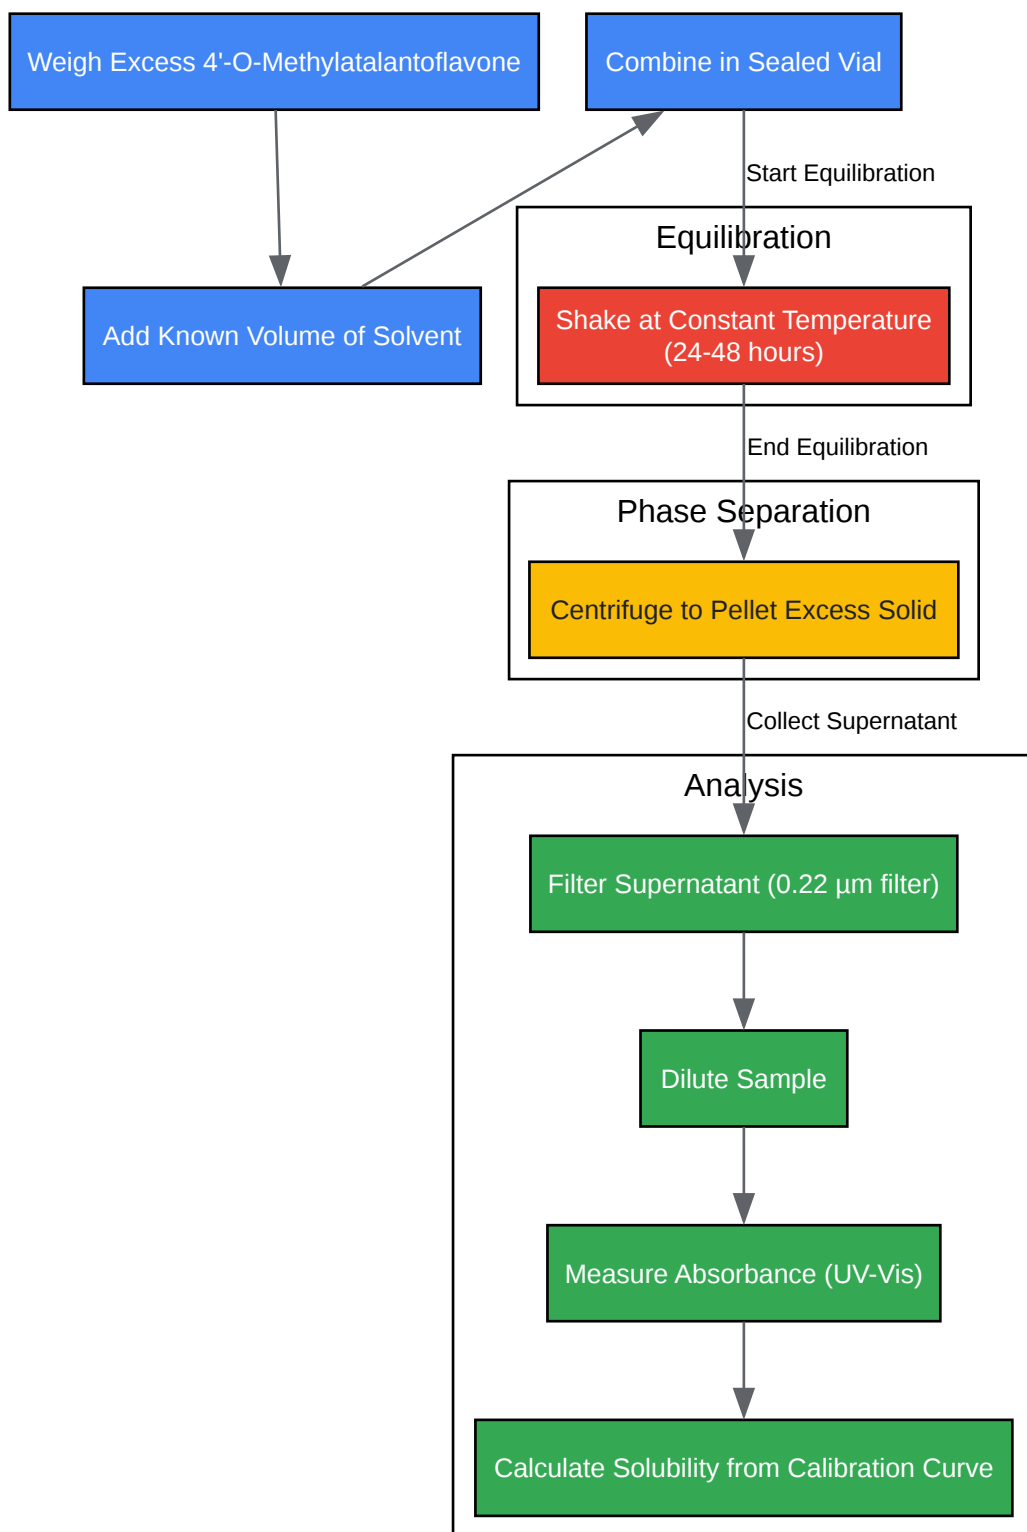 Weigh Excess 4'-O-Methylatalantoflavone
Combine in Sealed Vial
Start Equilibration
Equilibration
Add Known Volume of Solvent
Shake at Constant Temperature
(24-48 hours)
End Equilibration
Phase Separation
Centrifuge to Pellet Excess Solid
Collect Supernatant
Analysis
Filter Supernatant (0.22 µm filter)
Dilute Sample
Measure Absorbance (UV-Vis)
Calculate Solubility from Calibration Curve